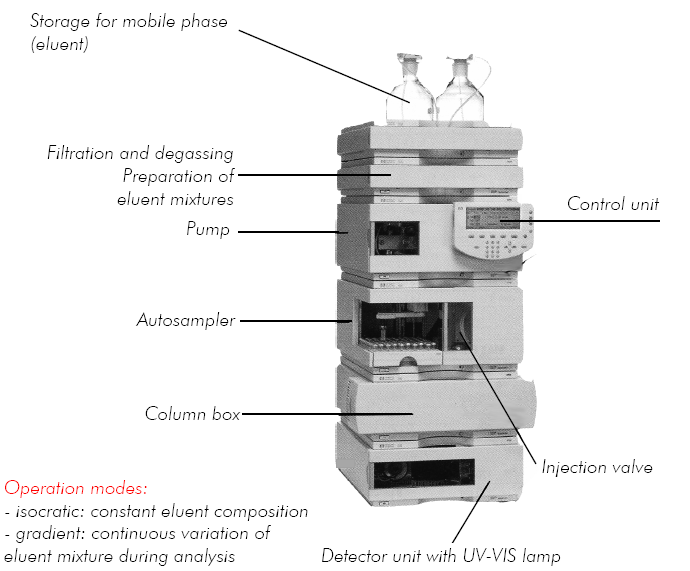 Storage for mobile phase
(eluent)
Filtration and degassing
Preparation of
eluent mixtures
Control unit
Pump
Autosampler
Column box
Injection valve
Operation modes:
- isocratic: constant eluent composition
- gradient: continuous variation of
eluent mixture during analysis
Detector unit with UV-VIS lamp